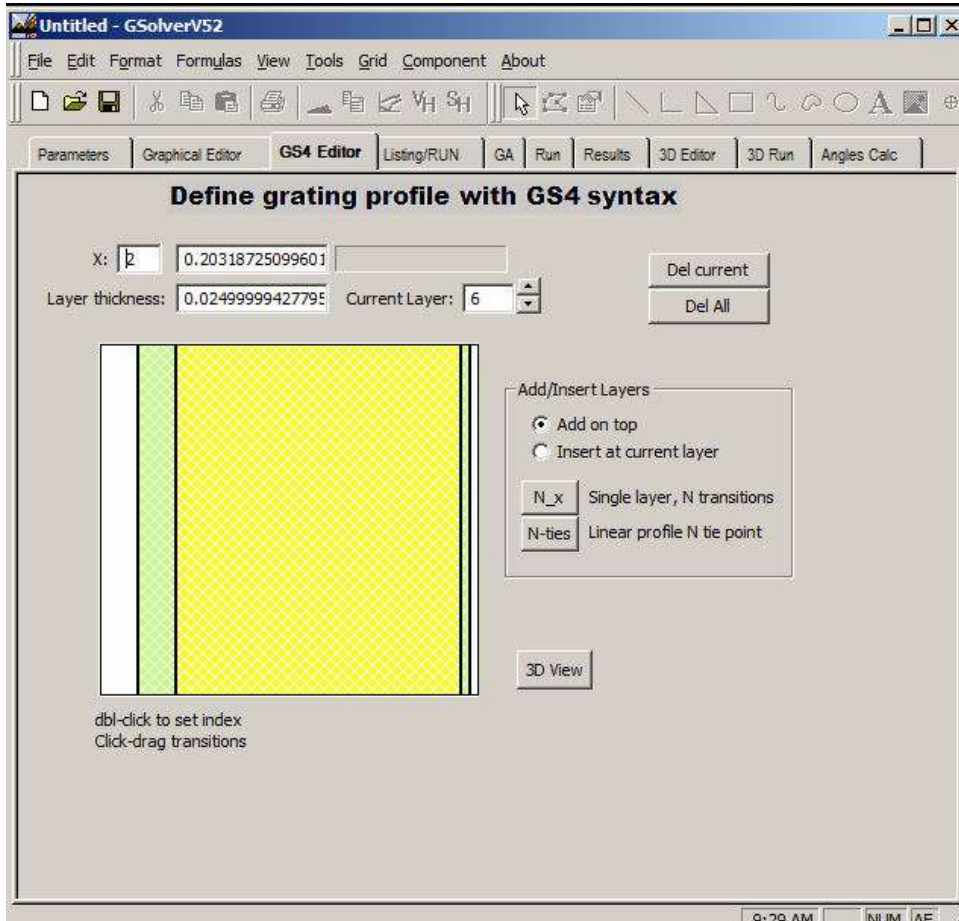 Untitled - GSolverV52
File Edit Format Formulas View Tools Grid Component About
VH SH A
Parameters Graphical Editor GS4 Editor Listing/RUN GA Run Results 3D Editor 3D Run Angles Calc
Define grating profile with GS4 syntax
X: 2 0.20318725099601 Del current
Layer thickness: 0.02499999427795 Current Layer: 6 Del All
Add/Insert Layers
Add on top
Insert at current layer
N_x Single layer, N transitions
N-ties Linear profile N tie point
3D View
dbl-click to set index
Click-drag transitions
9:29 AM NUM AE